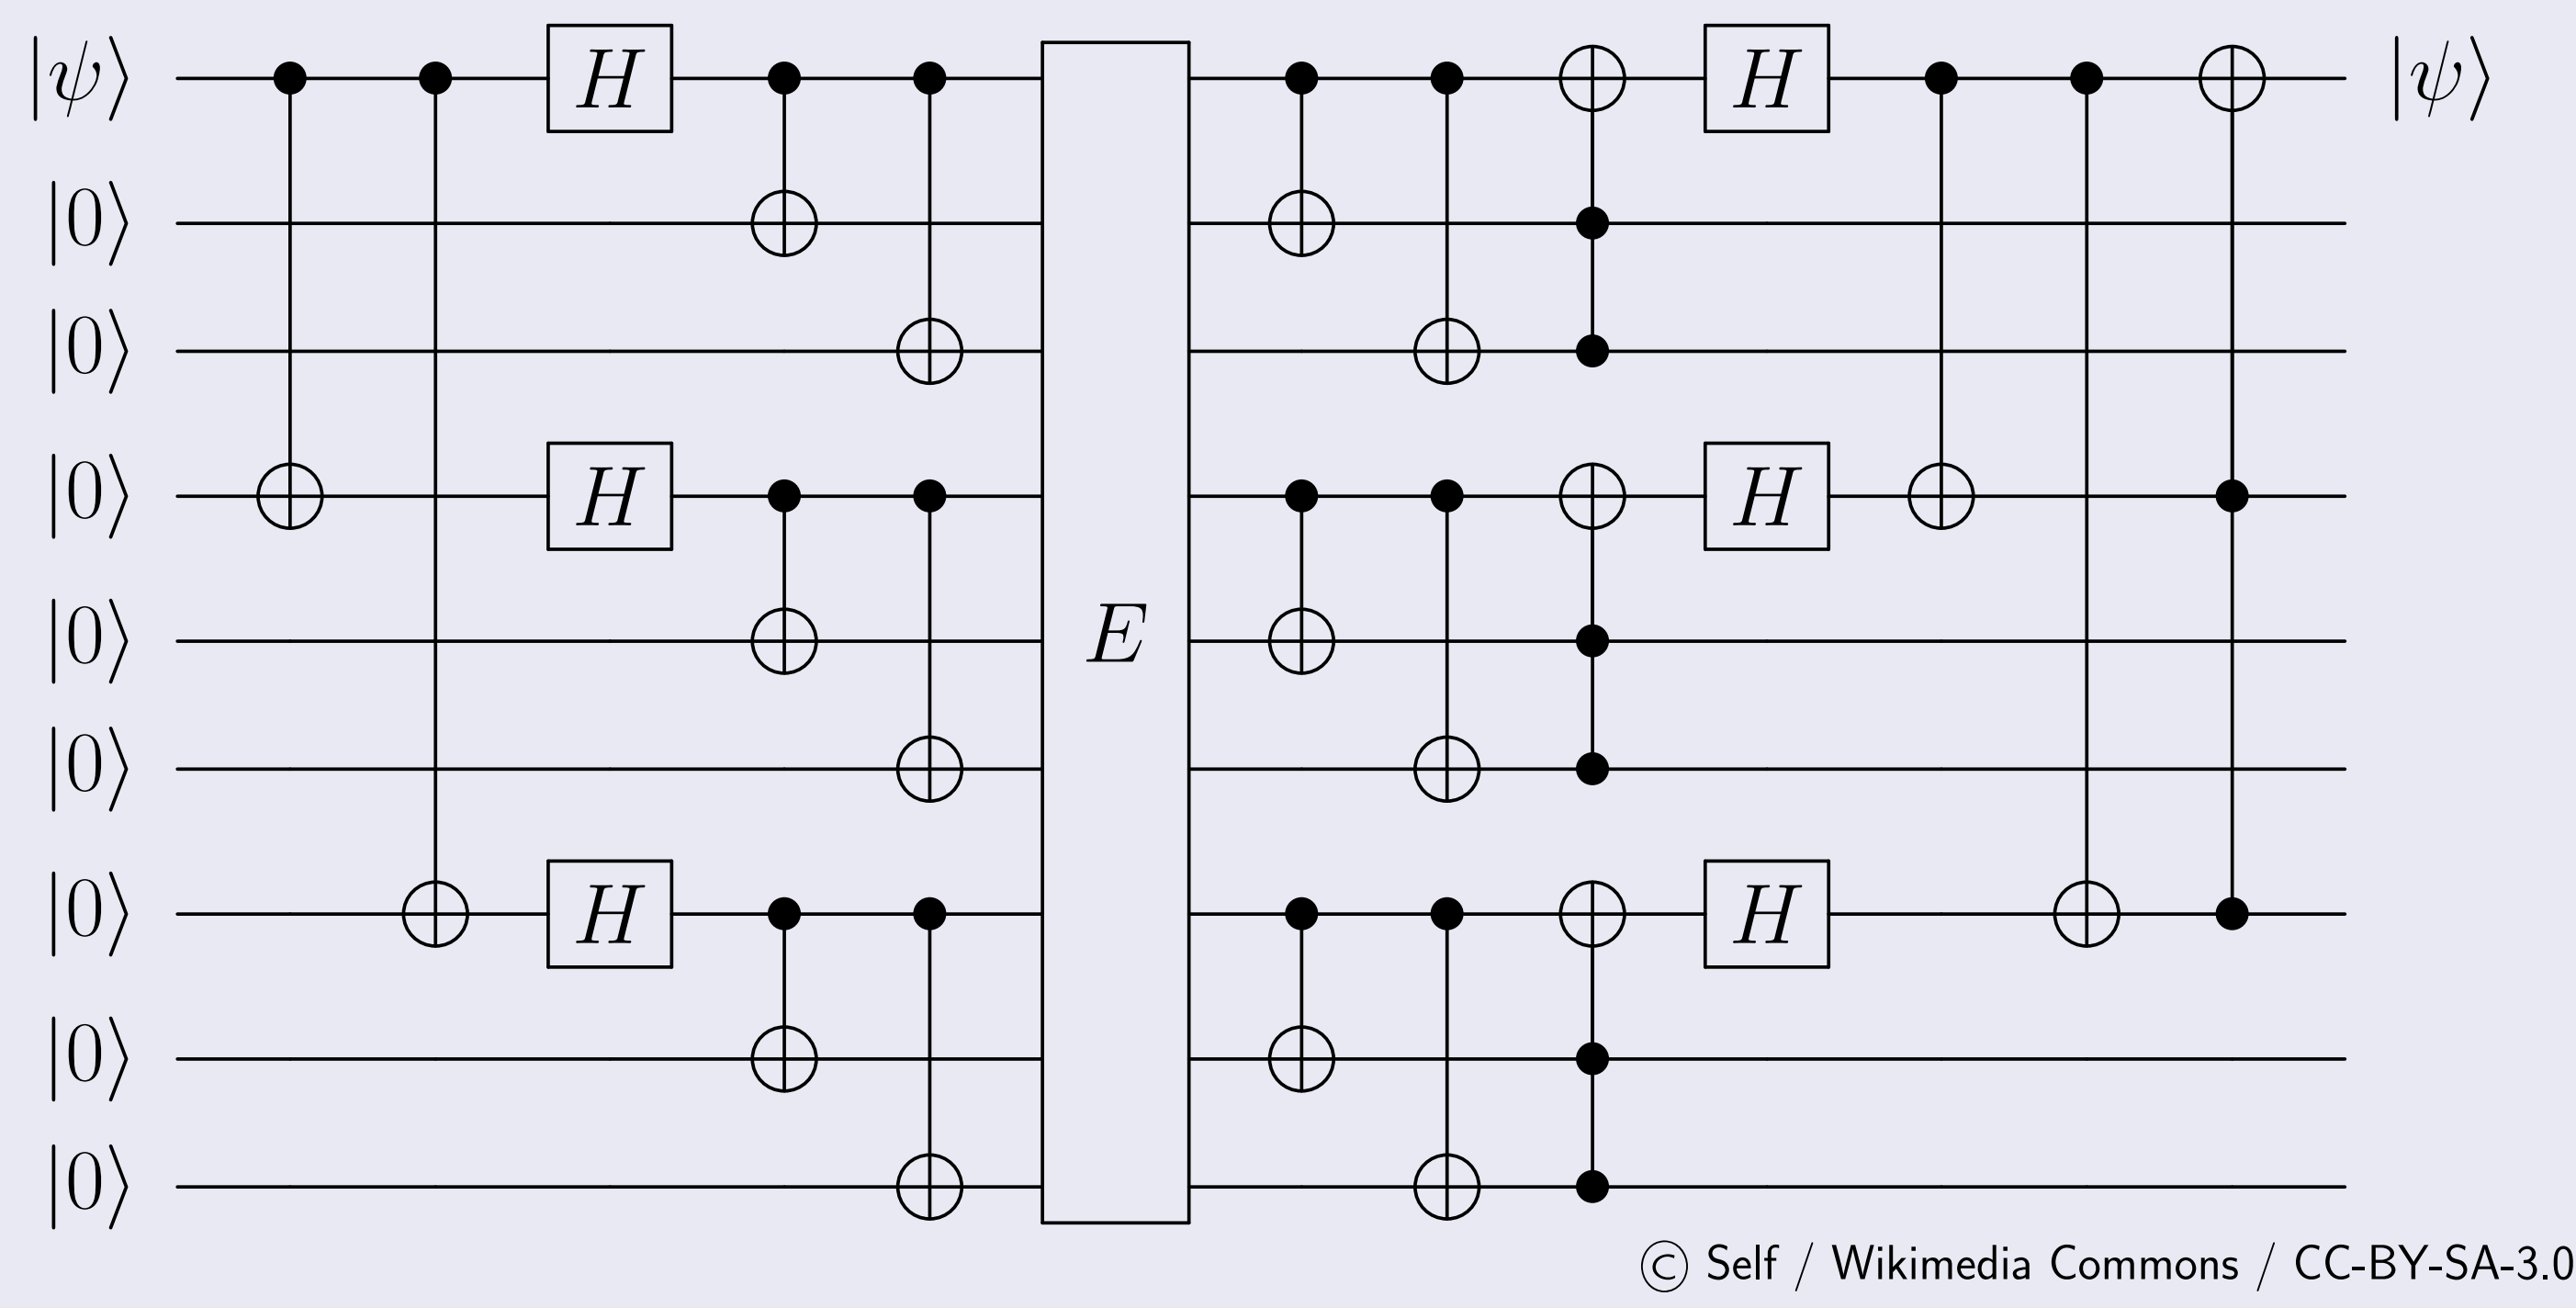 |ψ⟩ H H |ψ⟩
|0⟩
|0⟩
|0⟩ H H
|0⟩ E
|0⟩
|0⟩ H H
|0⟩
|0⟩
© Self / Wikimedia Commons / CC-BY-SA-3.0